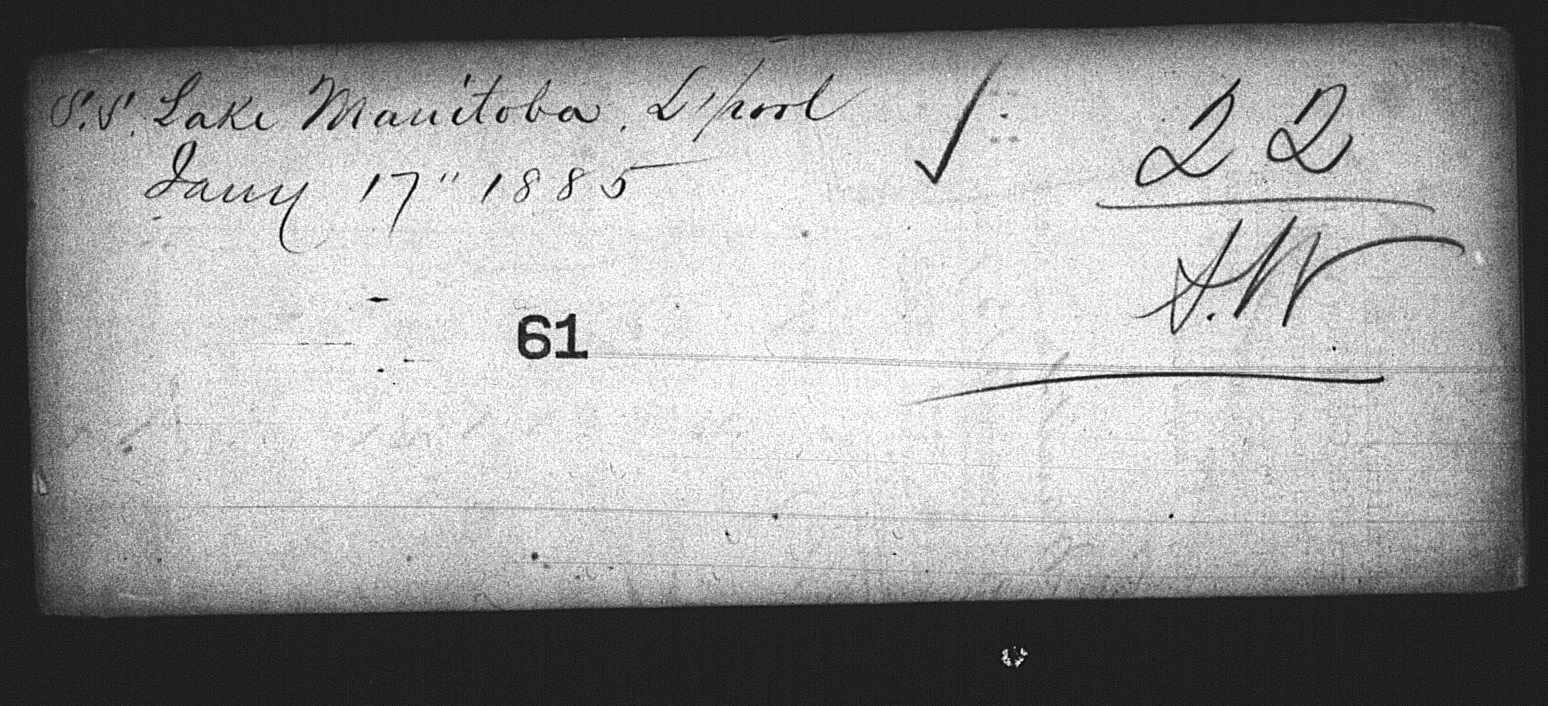 S.S. Lake Manitoba. L'pool
Jany 17" 1885
22
A.W
61